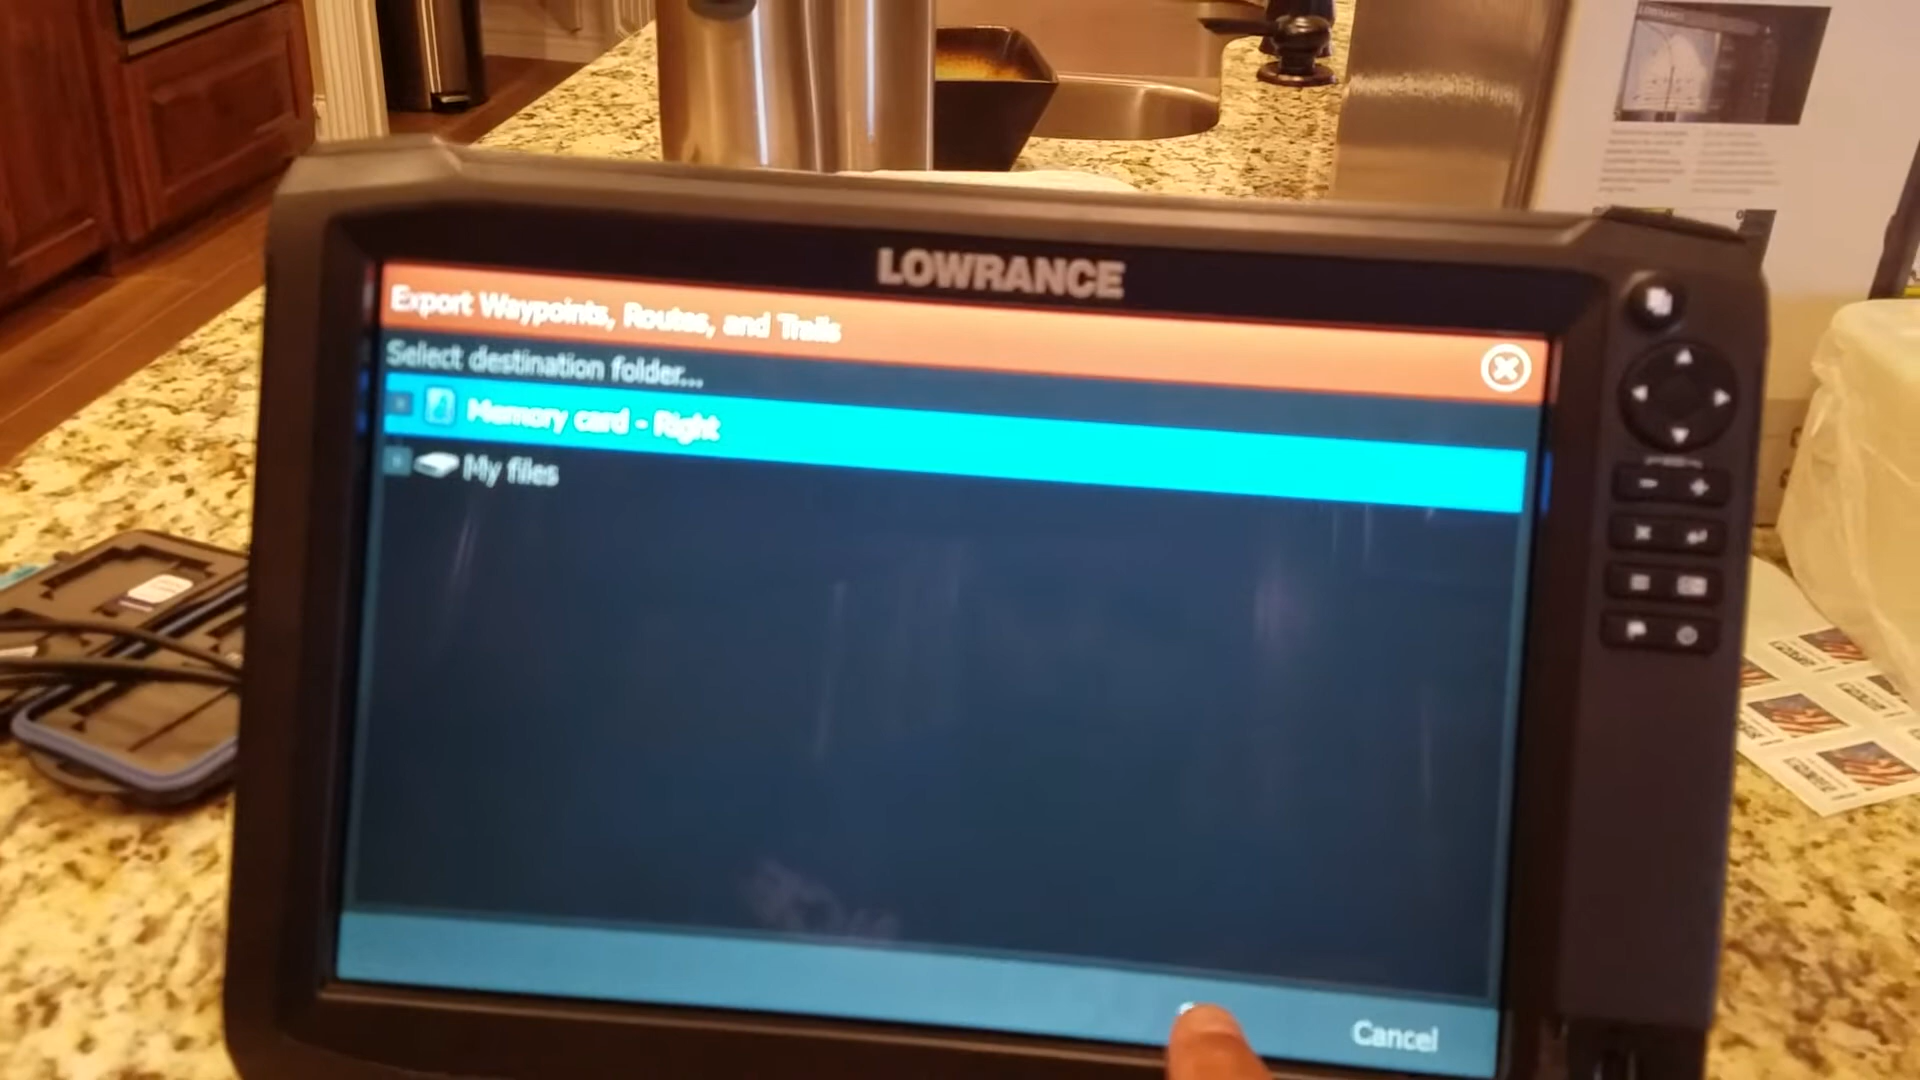 LOWRANCE
Export Waypoints, Routes, and Trails
Select destination folder...
Memory card - Right
My files
Cancel